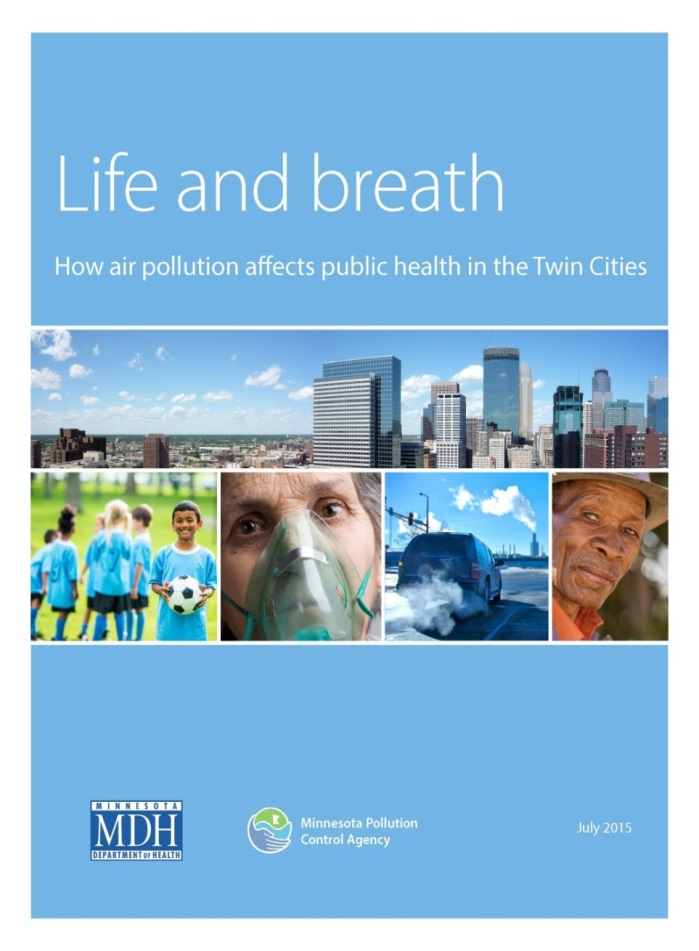 Life and breath
How air pollution affects public health in the Twin Cities
MINNESOTA
MDH
DEPARTMENT OF HEALTH
Minnesota Pollution
Control Agency
July 2015